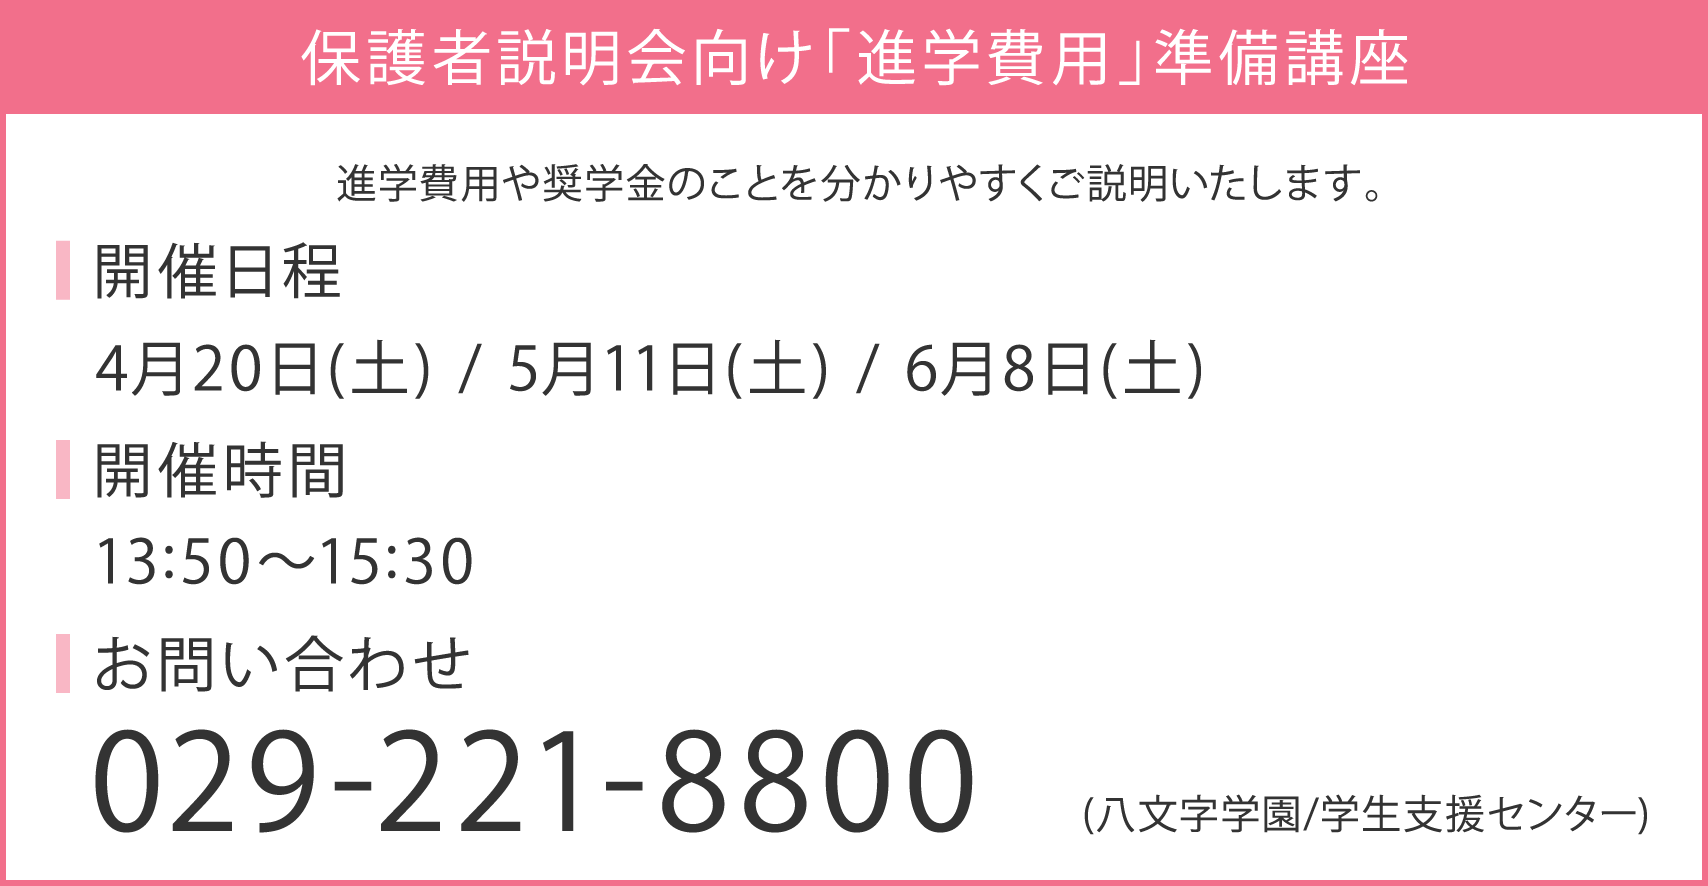 保護者説明会向け「進学費用」準備講座
進学費用や奨学金のことを分かりやすくご説明いたします。
開催日程
4月20日(土) / 5月11日(土) / 6月8日(土)
開催時間
13:50〜15:30
お問い合わせ
029-221-8800 (八文字学園/学生支援センター)